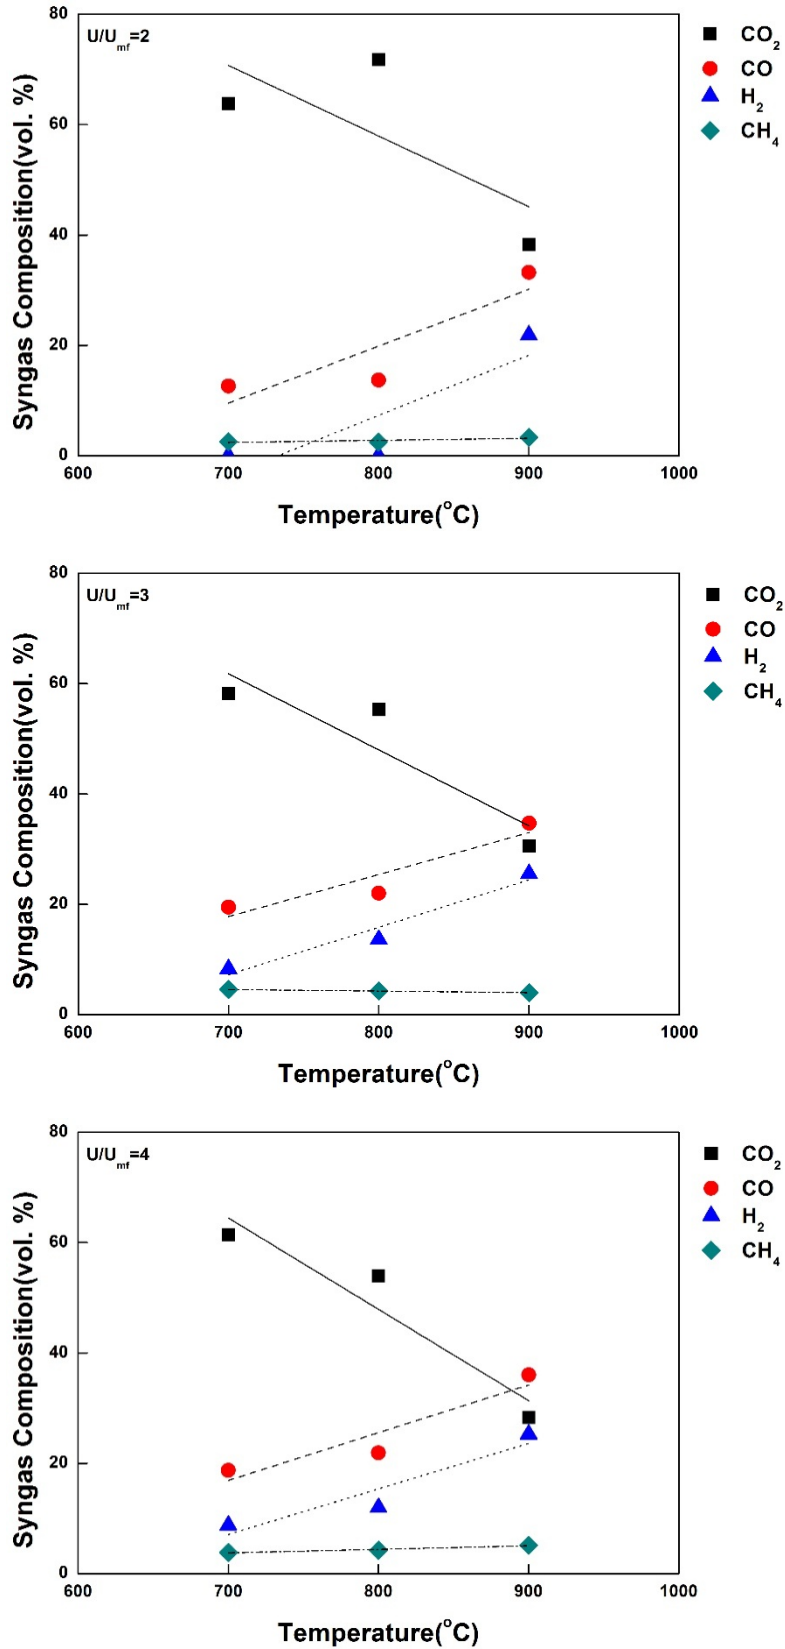 U/Umf=2
CO2
CO
H2
CH4
80
60
40
20
0
600 700 800 900 1000
Syngas Composition(vol. %)
Temperature(°C)
U/Umf=3
CO2
CO
H2
CH4
80
60
40
20
0
600 700 800 900 1000
Syngas Composition(vol. %)
Temperature(°C)
U/Umf=4
CO2
CO
H2
CH4
80
60
40
20
0
600 700 800 900 1000
Syngas Composition(vol. %)
Temperature(°C)